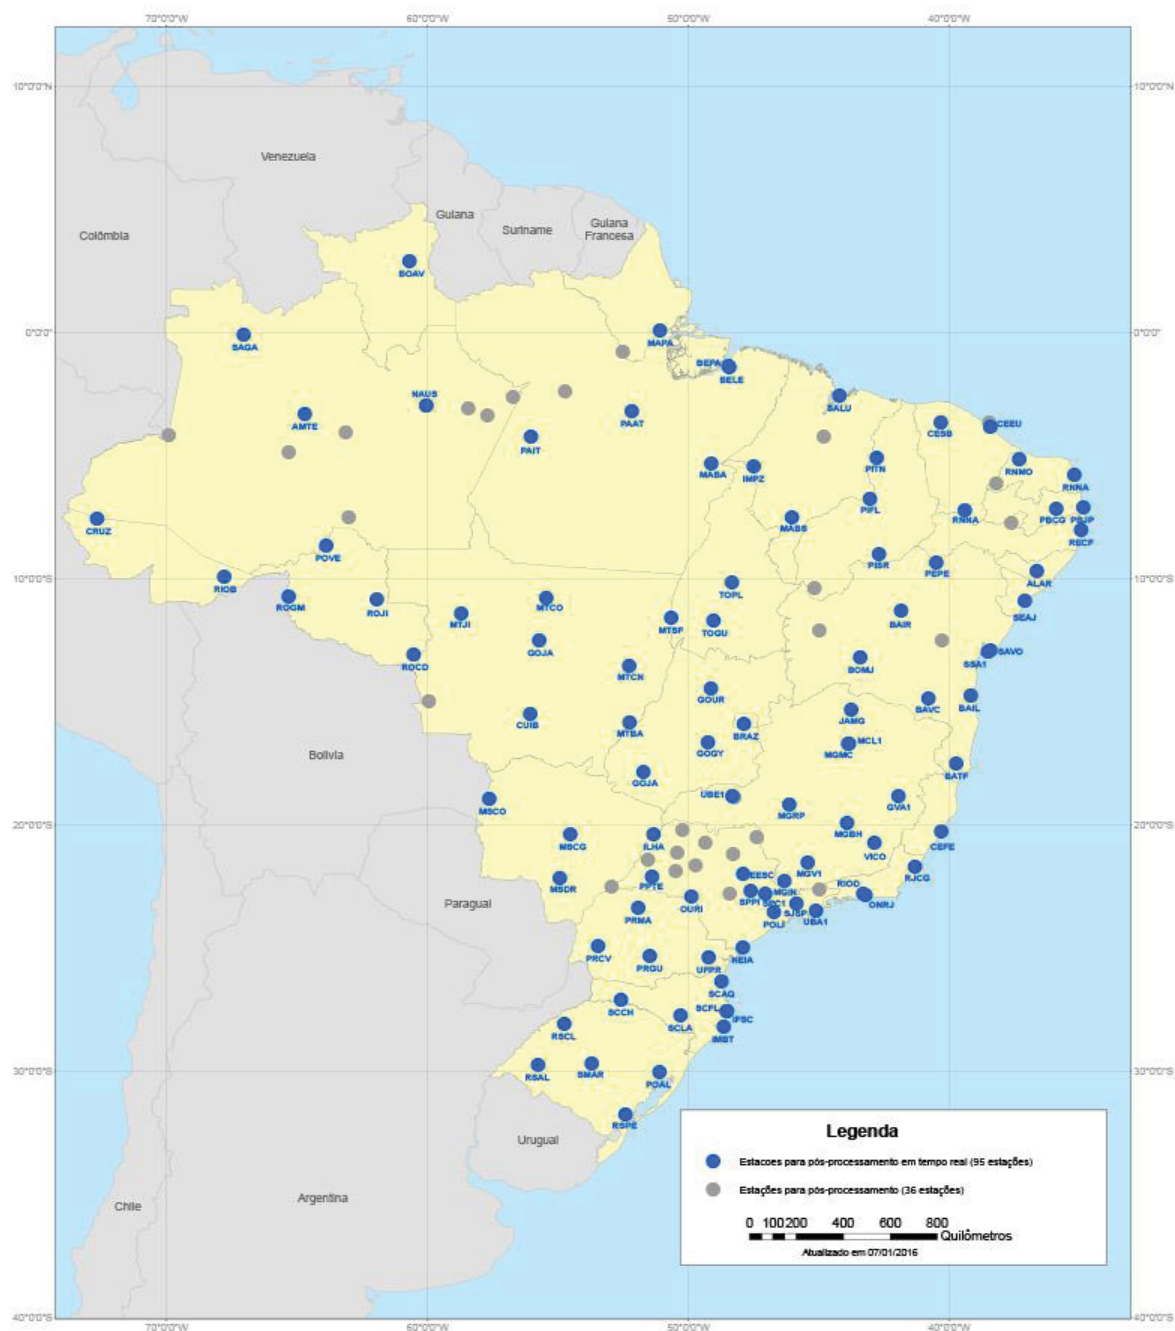 70°0'0"W 60°0'0"W 50°0'0"W 40°0'0"W
10°0'0"N 10°0'0"N
Venezuela
Guiana
Suriname
Guiana
Francesa
Colômbia
BOAV
0°0'0" 0°0'0"
SAGA
MAPA
BEPA
BELE
NAUS
AMTE
PAAT
SALU
CESB
CEEU
PAIT
MABA
IMPZ
PITN
RNMO
RNNA
CRUZ
POVE
MABS
PIFL
RNNA
PBCG
PBJP
RECF
PISR
PEPE
10°0'0"S 10°0'0"S
RIOB
ROGM
ROJI
MTJI
MTCO
MTSF
TOPL
TOGU
BAIR
ALAR
SEAJ
GOJA
ROCD
MTCN
BOMJ
SSA1
SAVO
GOUR
CUIB
MTBA
BRAZ
GOGY
JAMG
BAVC
BAIL
MCL1
MGMC
Bolivia
GOJA
BATF
MSCO
UBE1
MGRP
GVA1
20°0'0"S 20°0'0"S
MSCG
ILHA
MGBH
VICO
CEFE
MSDR
PPTE
EESC
MGV1
RJCG
MGIN
RIOD
OURI
SPPI
SPC1
SJSP
UBA1
ONRJ
POLI
Paraguai
PRMA
PRCV
PRGU
UFPR
NEIA
SCAQ
SCCH
SCLA
SCFL
IFSC
IMBT
RSCL
RSAL
SMAR
POAL
30°0'0"S 30°0'0"S
RSPE
Uruguai
Argentina
Chile
Legenda
Estacoes para pós-processamento em tempo real (95 estações)
Estações para pós-processamento (36 estações)
0 100 200 400 600 800
Quilômetros
Atualizado em 07/01/2016
40°0'0"S 40°0'0"S
70°0'0"W 60°0'0"W 50°0'0"W 40°0'0"W